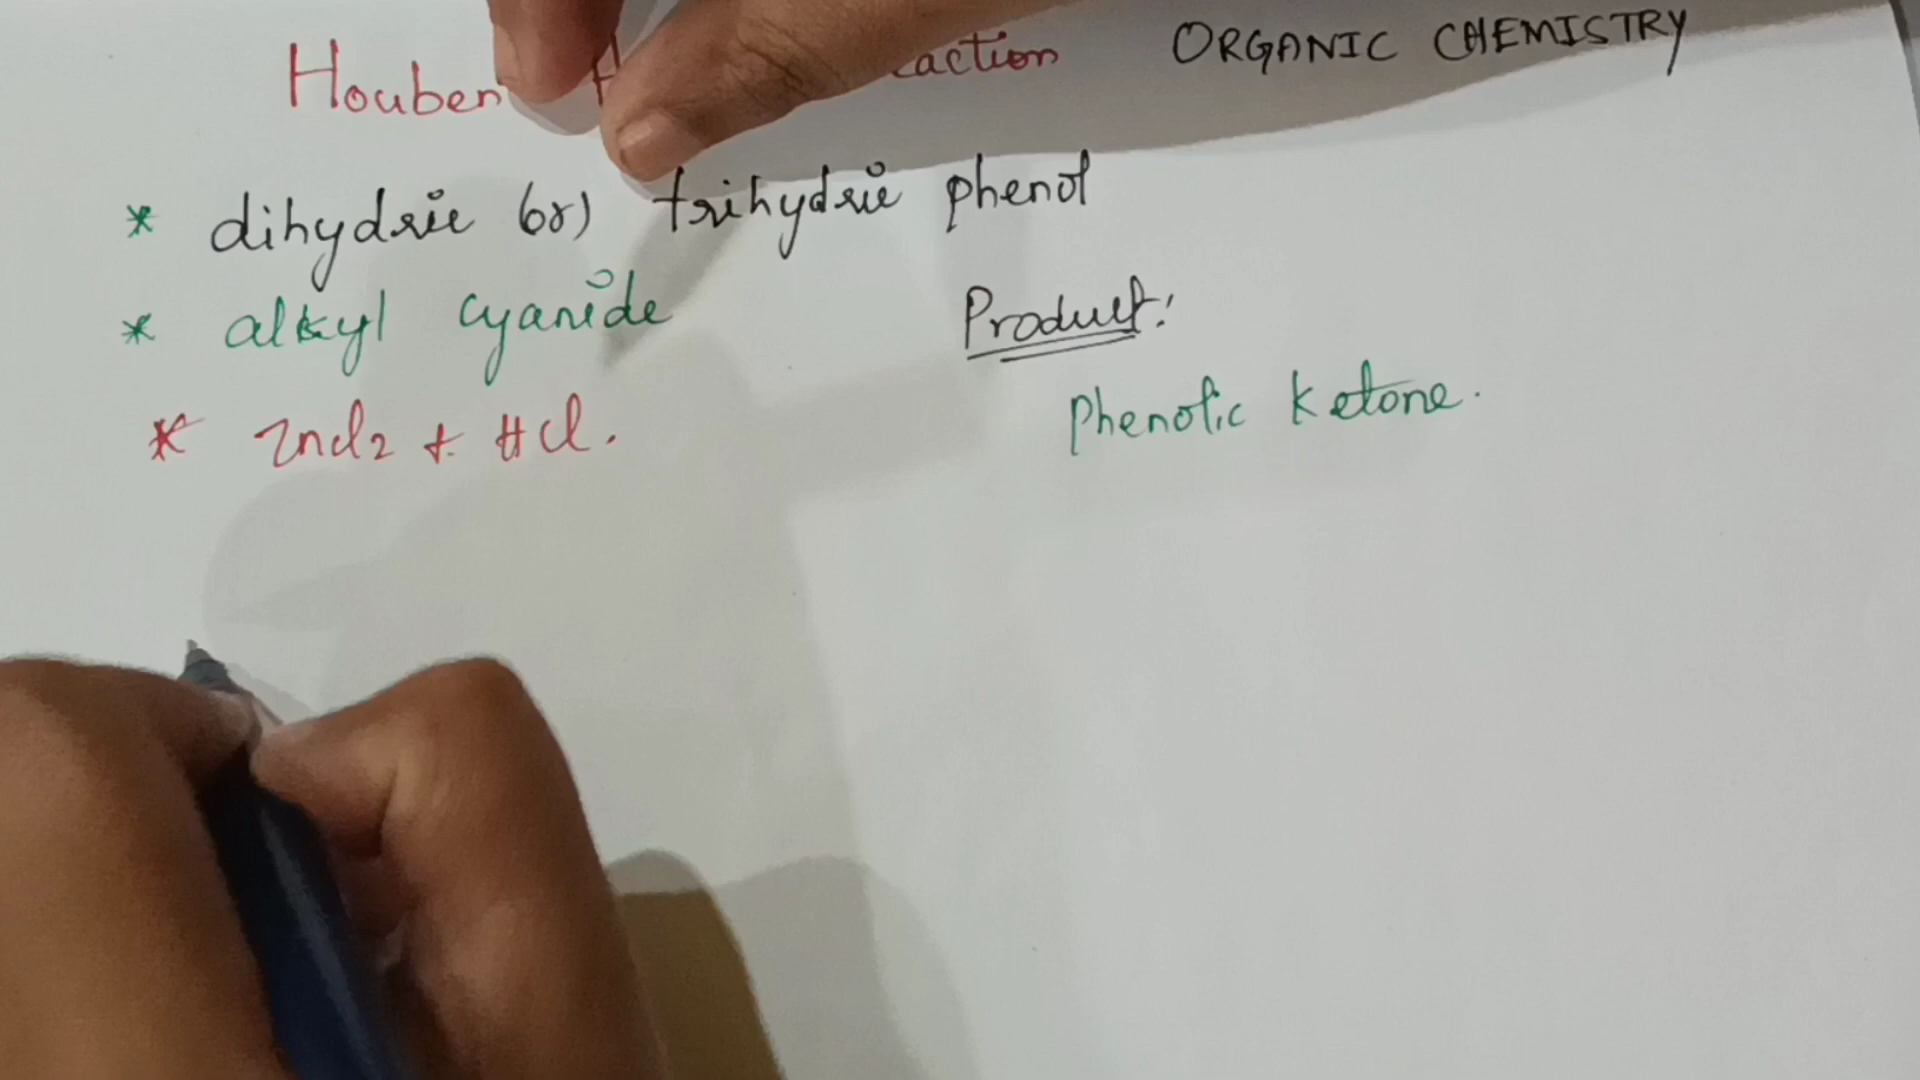 Houben action ORGANIC CHEMISTRY
* dihydric (or) trihydric phenol
* alkyl cyanide
Product:
* ZnCl2 + HCl.
Phenolic Ketone.